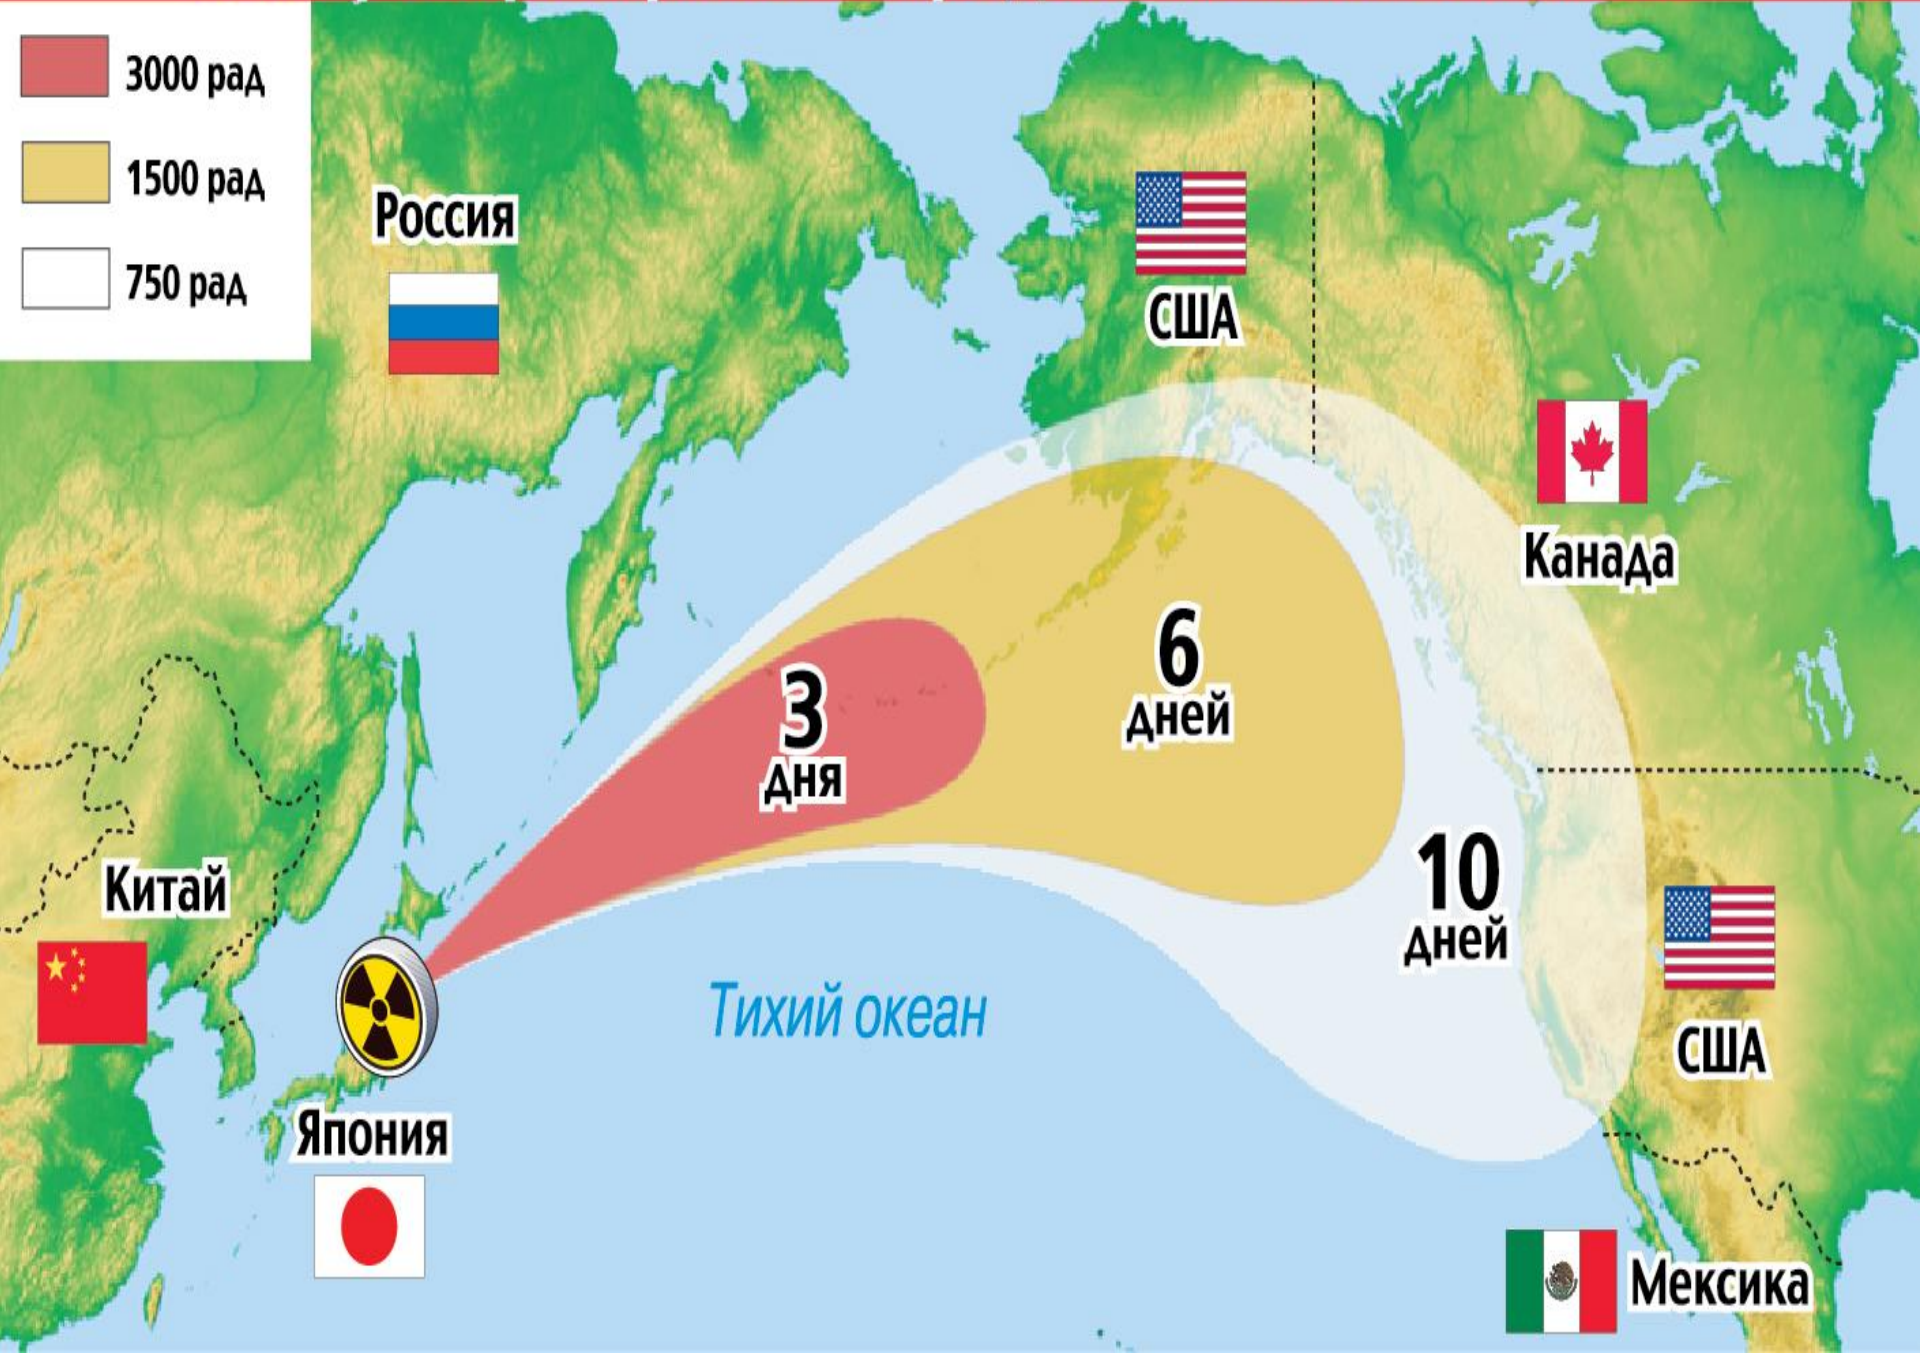 3000 рад
1500 рад
750 рад
Россия
США
Канада
6
дней
3
дня
10
дней
Китай
Тихий океан
США
Япония
Мексика